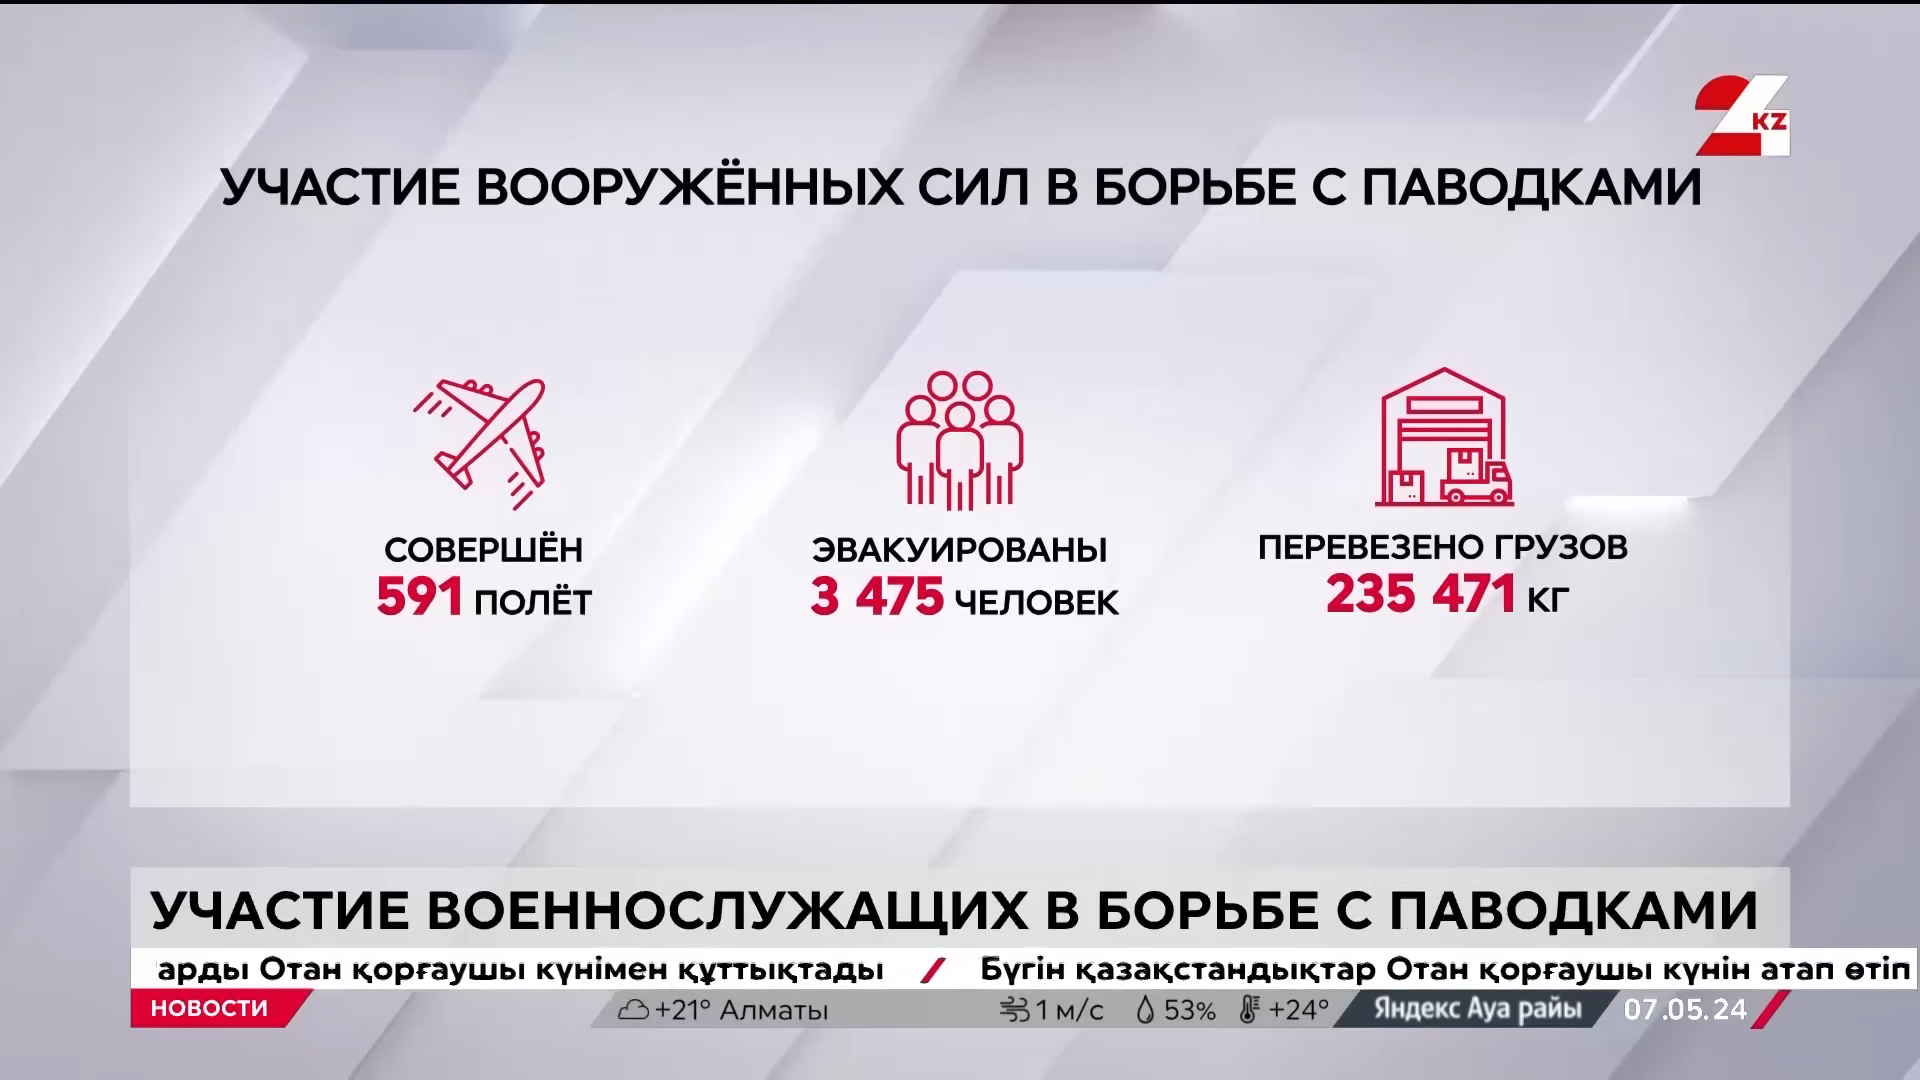 24 KZ
УЧАСТИЕ ВООРУЖЁННЫХ СИЛ В БОРЬБЕ С ПАВОДКАМИ
СОВЕРШЁН
591 ПОЛЁТ
ЭВАКУИРОВАНЫ
3 475 ЧЕЛОВЕК
ПЕРЕВЕЗЕНО ГРУЗОВ
235 471 КГ
УЧАСТИЕ ВОЕННОСЛУЖАЩИХ В БОРЬБЕ С ПАВОДКАМИ
арды Отан қорғаушы күнімен құттықтады / Бүгін қазақстандықтар Отан қорғаушы күнін атап өтіп
НОВОСТИ +21° Алматы 1 м/с 53% +24° Яндекс Ауа райы 07.05.24